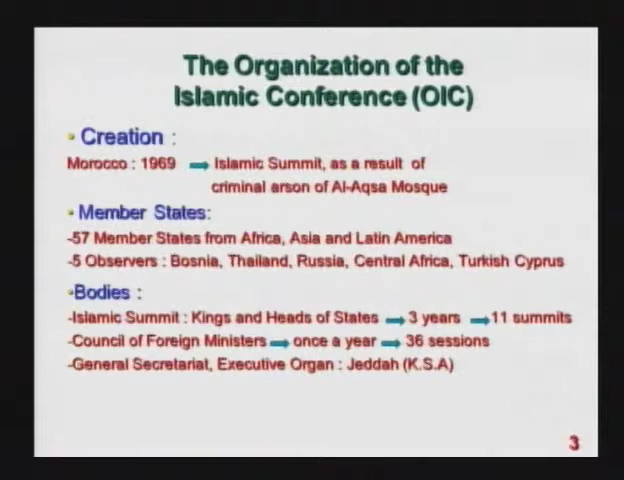 The Organization of the
Islamic Conference (OIC)
• Creation :
Morocco : 1969 → Islamic Summit, as a result of
criminal arson of Al-Aqsa Mosque
• Member States:
-57 Member States from Africa, Asia and Latin America
-5 Observers : Bosnia, Thailand, Russia, Central Africa, Turkish Cyprus
•Bodies :
-Islamic Summit : Kings and Heads of States → 3 years → 11 summits
-Council of Foreign Ministers → once a year → 36 sessions
-General Secretariat, Executive Organ : Jeddah (K.S.A)
3